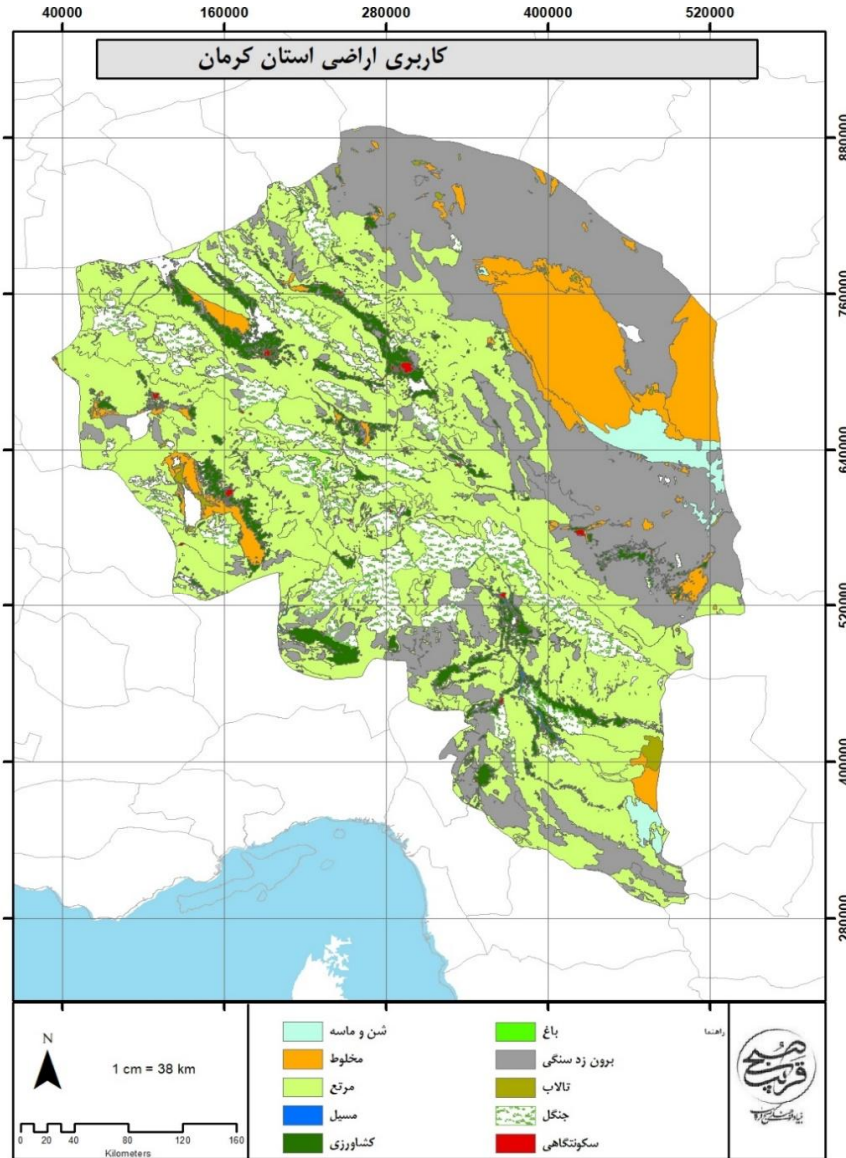 40000 160000 280000 400000 520000
کاربری اراضی استان کرمان
880000
760000
640000
520000
400000
280000
راهنما
باغ
برون زد سنگی
تالاب
جنگل
سکونتگاهی
شن و ماسه
مخلوط
مرتع
مسیل
کشاورزی
N
1 cm = 38 km
0 20 40 80 120 160
Kilometers
صبح
قریب